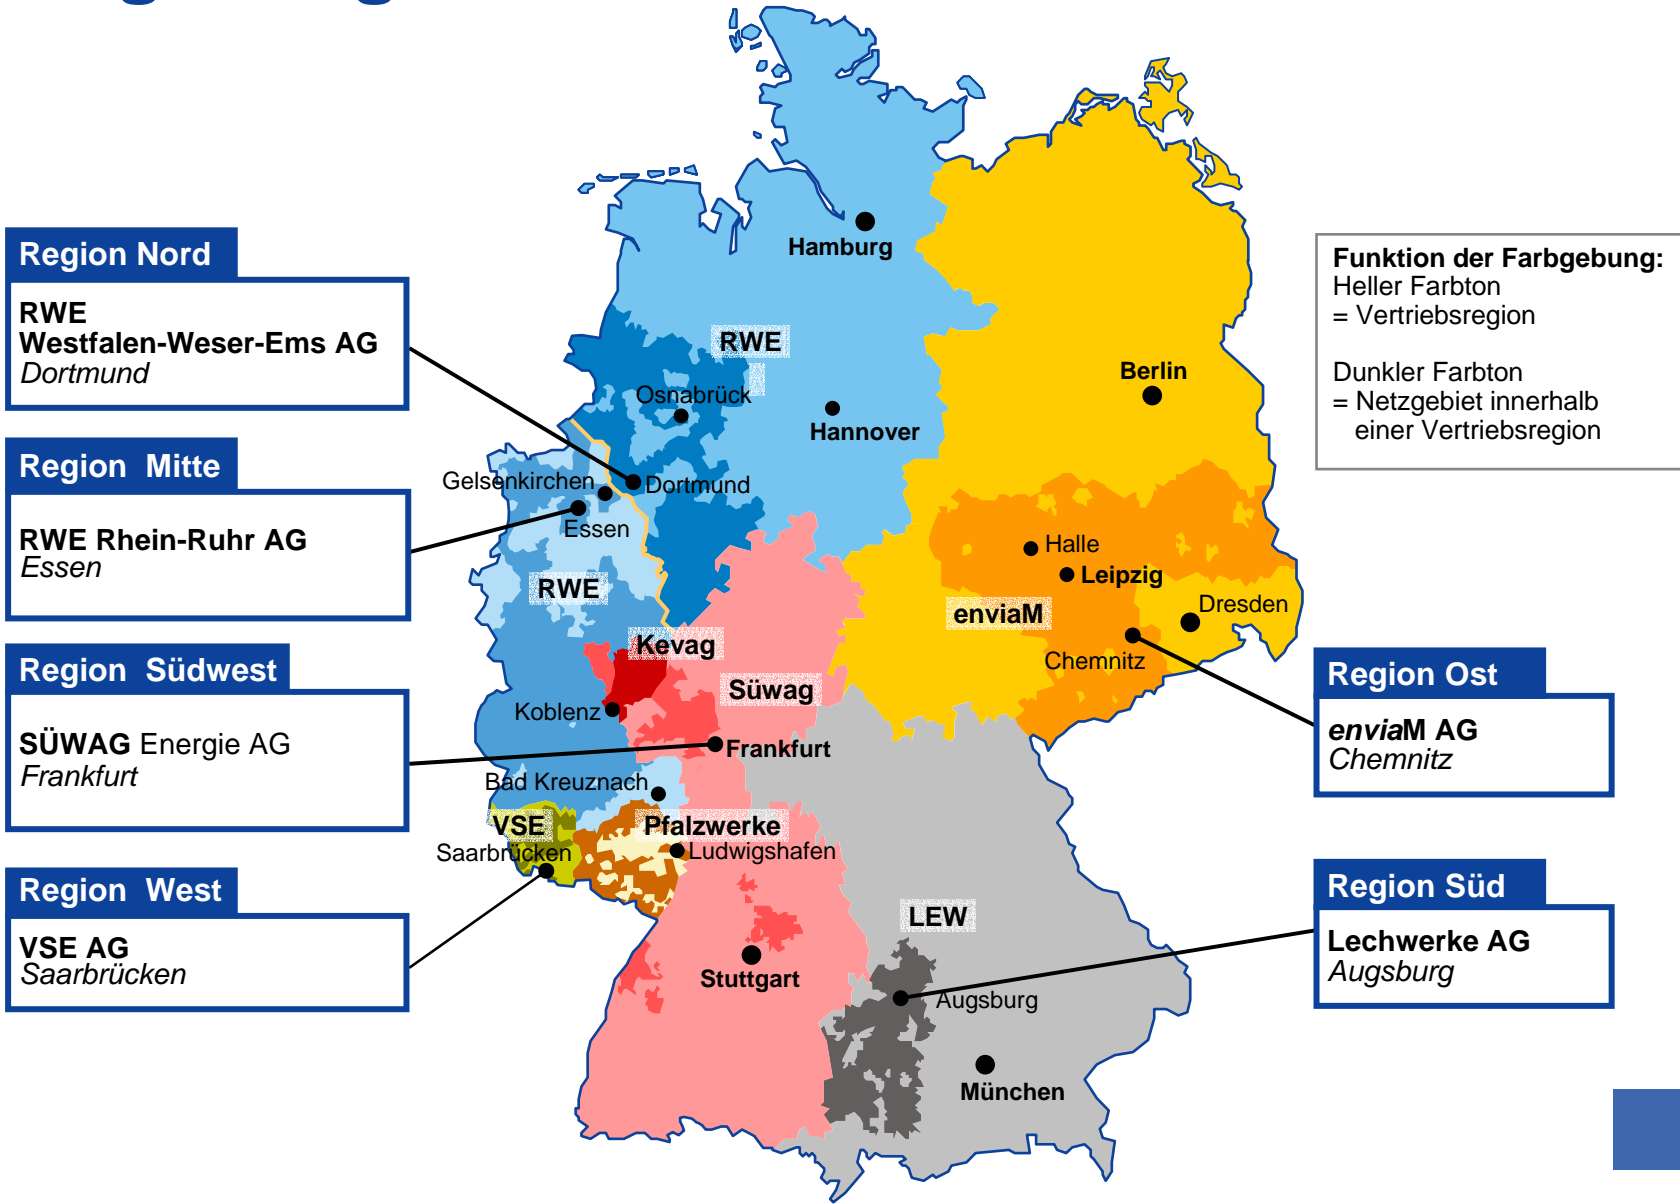 Region Nord
RWE
Westfalen-Weser-Ems AG
Dortmund
Region Mitte
RWE Rhein-Ruhr AG
Essen
Region Südwest
SÜWAG Energie AG
Frankfurt
Region West
VSE AG
Saarbrücken
Hamburg
RWE
Osnabrück
Hannover
Berlin
Gelsenkirchen
Dortmund
Essen
RWE
Halle
Leipzig
enviaM
Dresden
Chemnitz
Kevag
Süwag
Koblenz
Frankfurt
Bad Kreuznach
VSE
Pfalzwerke
Saarbrücken
Ludwigshafen
LEW
Stuttgart
Augsburg
München
Funktion der Farbgebung:
Heller Farbton
= Vertriebsregion
Dunkler Farbton
= Netzgebiet innerhalb
einer Vertriebsregion
Region Ost
enviaM AG
Chemnitz
Region Süd
Lechwerke AG
Augsburg